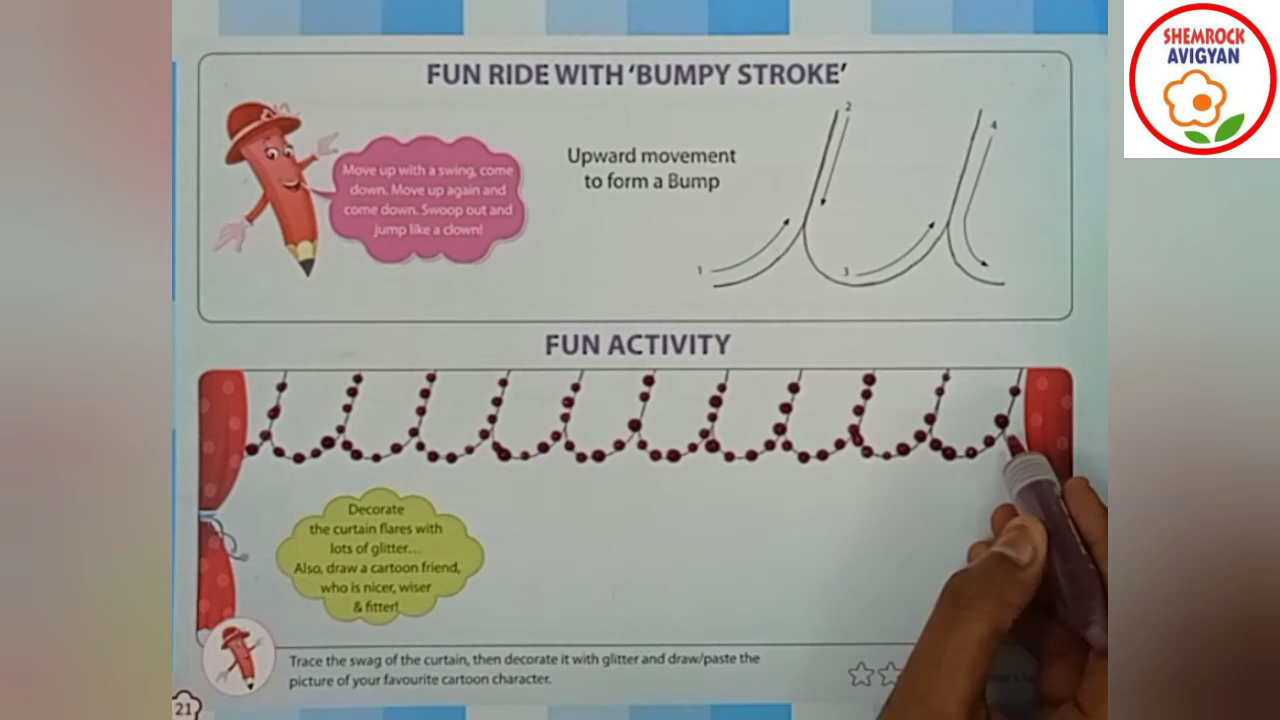 SHEMROCK
AVIGYAN
FUN RIDE WITH 'BUMPY STROKE'
Move up with a swing, come
down. Move up again and
come down. Swoop out and
jump like a clown!
Upward movement
to form a Bump
1
2
3
4
FUN ACTIVITY
Decorate
the curtain flares with
lots of glitter...
Also, draw a cartoon friend,
who is nicer, wiser
& fitter!
Trace the swag of the curtain, then decorate it with glitter and draw/paste the
picture of your favourite cartoon character.
21